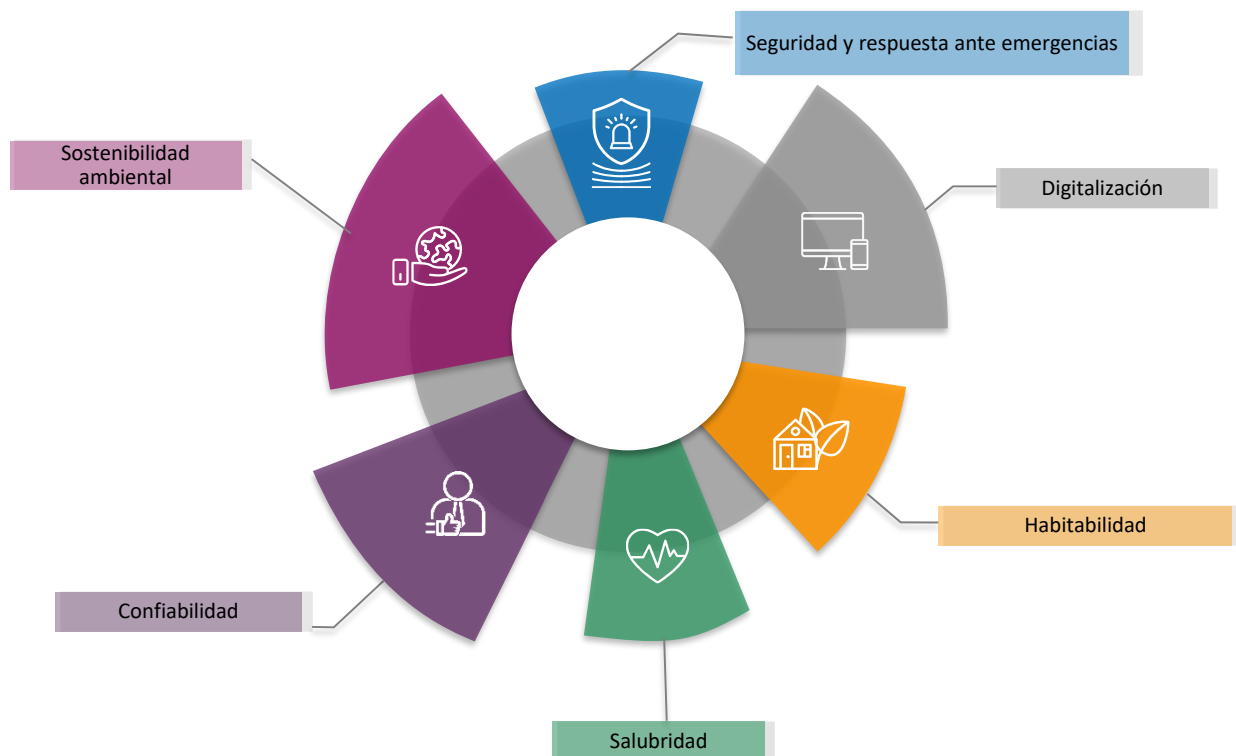 Seguridad y respuesta ante emergencias
Sostenibilidad
ambiental
Digitalización
Habitabilidad
Confiabilidad
Salubridad